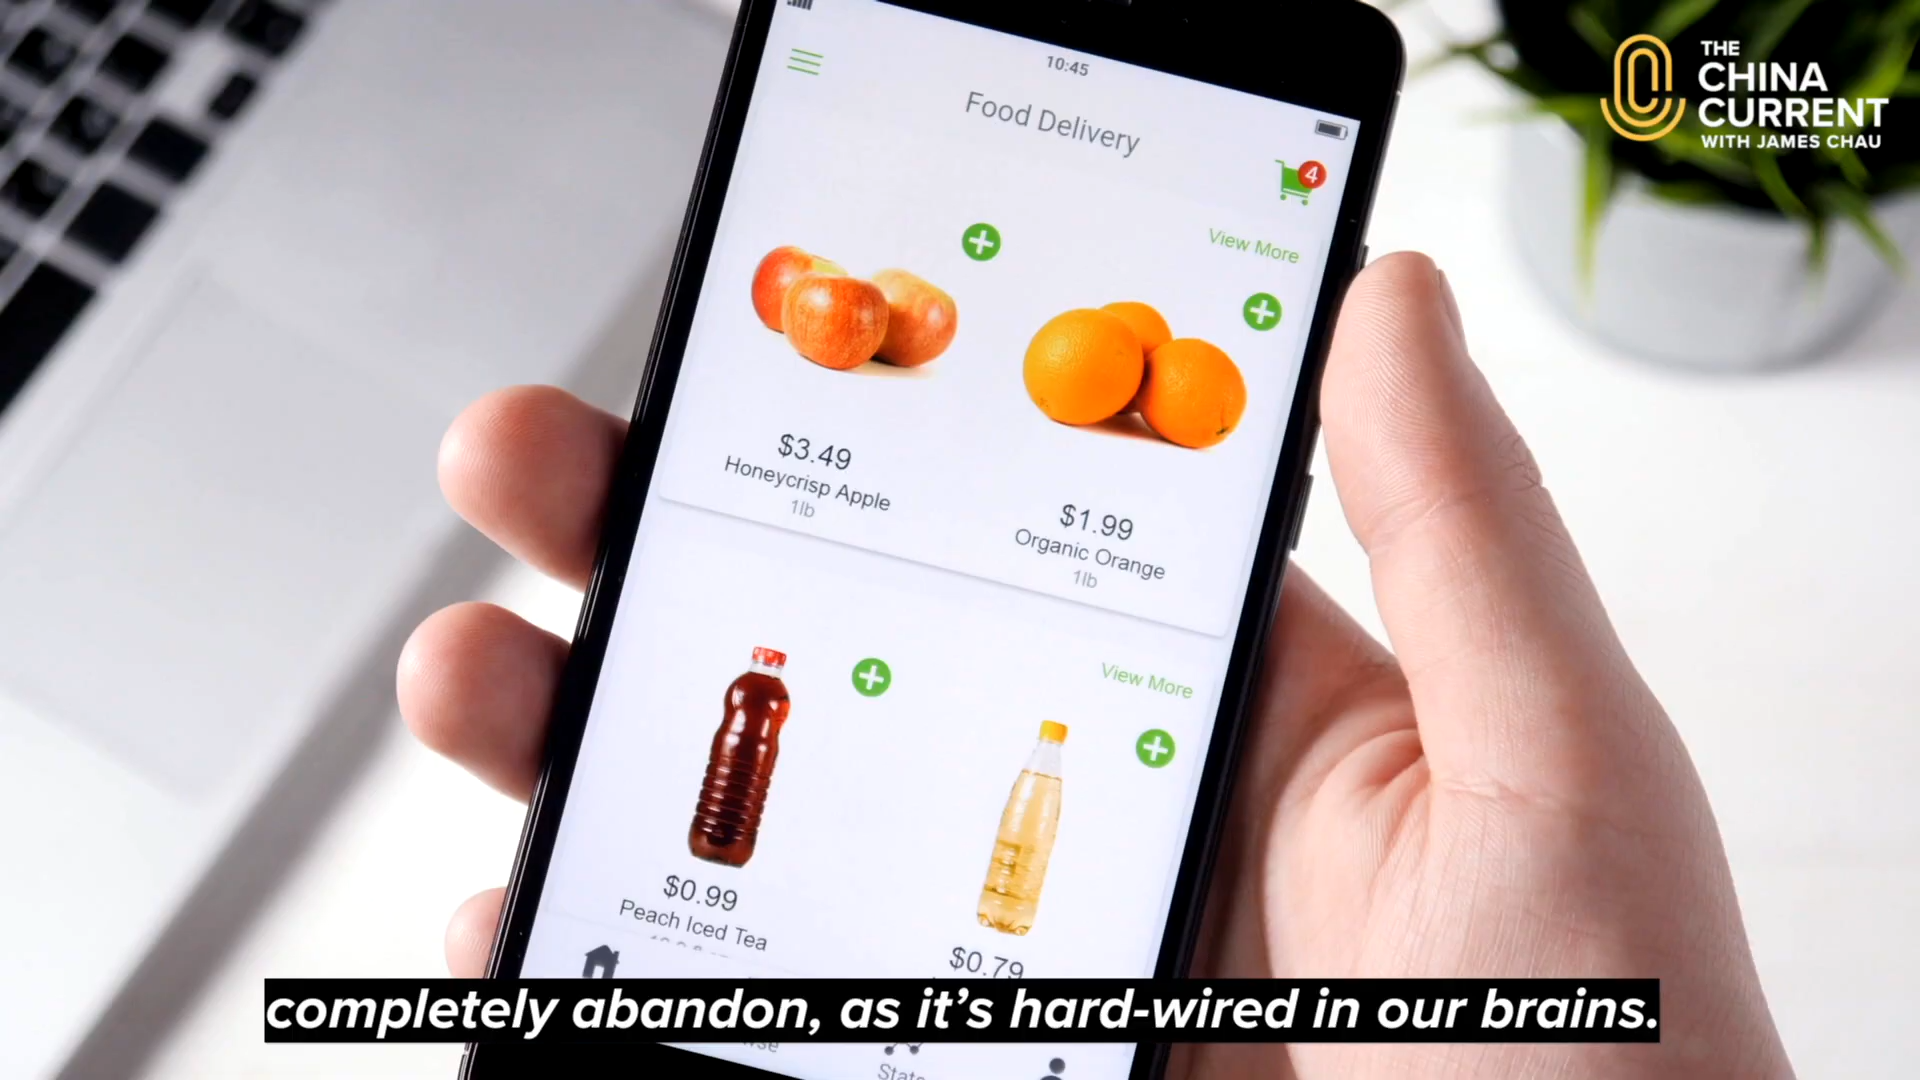 THE
CHINA
CURRENT
WITH JAMES CHAU
10:45
Food Delivery
4
View More
$3.49
Honeycrisp Apple
1lb
$1.99
Organic Orange
1lb
View More
$0.99
Peach Iced Tea
$0.79
completely abandon, as it's hard-wired in our brains.
Stats